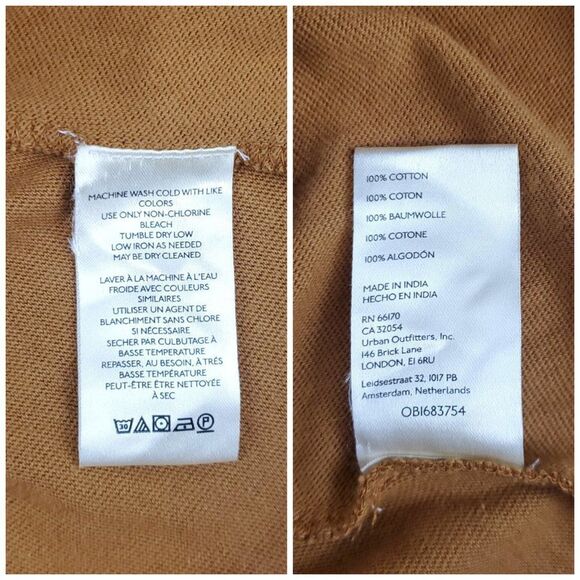 MACHINE WASH COLD WITH LIKE
COLORS
USE ONLY NON-CHLORINE
BLEACH
TUMBLE DRY LOW
LOW IRON AS NEEDED
MAY BE DRY CLEANED
LAVER À LA MACHINE À L'EAU
FROIDE AVEC COULEURS
SIMILAIRES
UTILISER UN AGENT DE
BLANCHIMENT SANS CHLORE
SI NÉCESSAIRE
SECHER PAR CULBUTAGE À
BASSE TEMPERATURE
REPASSER, AU BESOIN, À TRÈS
BASSE TEMPÉRATURE
PEUT-ÊTRE ÊTRE NETTOYÉE
À SEC
30
P
100% COTTON
100% COTON
100% BAUMWOLLE
100% COTONE
100% ALGODÓN
MADE IN INDIA
HECHO EN INDIA
RN 66170
CA 32054
Urban Outfitters, Inc.
146 Brick Lane
LONDON, E1 6RU
Leidsestraat 32, 1017 PB
Amsterdam, Netherlands
OB1683754